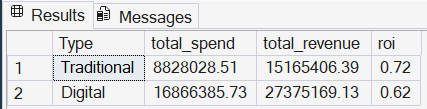 Results Messages
Type total_spend total_revenue roi
1 Traditional 8828028.51 15165406.39 0.72
2 Digital 16866385.73 27375169.13 0.62